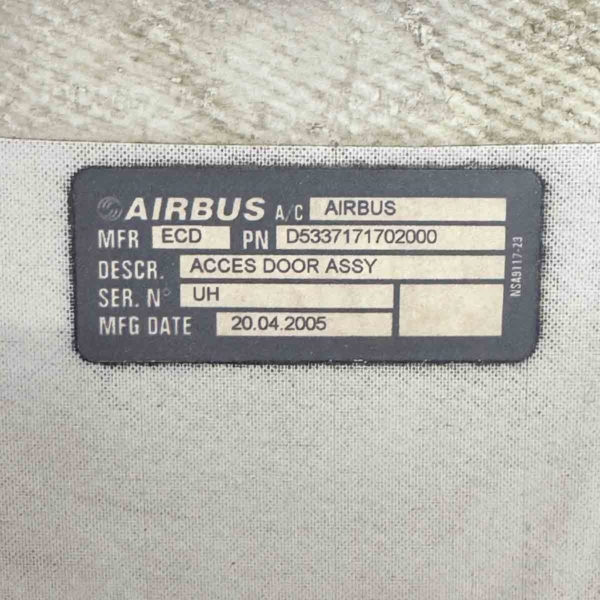 AIRBUS A/C AIRBUS
MFR ECD PN D5337171702000
DESCR. ACCES DOOR ASSY
SER. N° UH
MFG DATE 20.04.2005
NSA9117-23